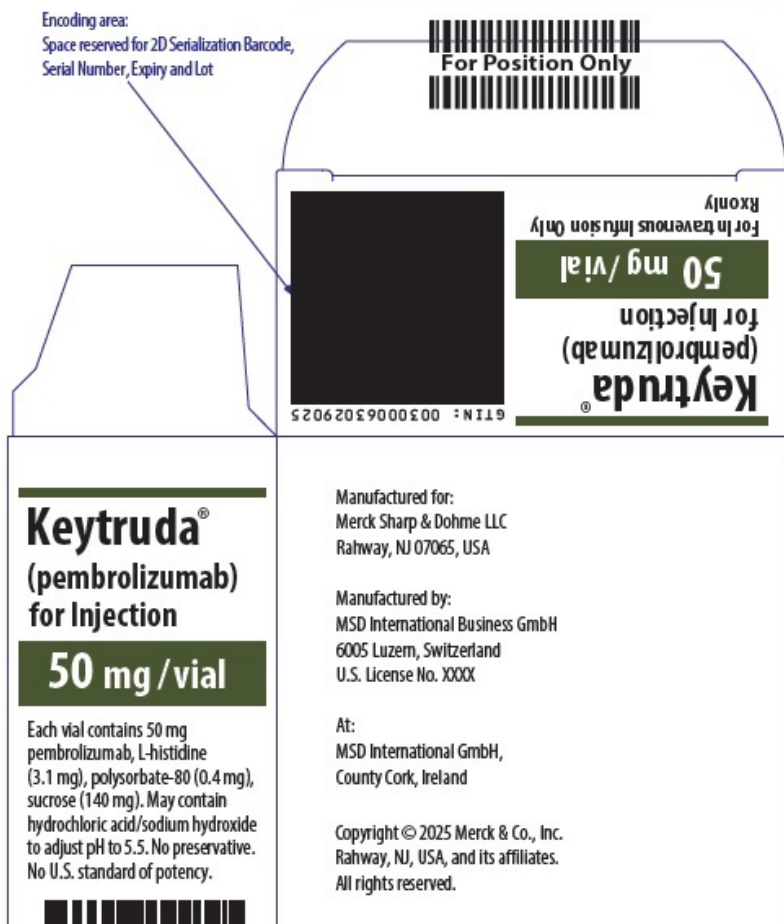 Encoding area:
Space reserved for 2D Serialization Barcode,
Serial Number, Expiry and Lot
For Position Only
Keytruda®
(pembrolizumab)
for Injection
50 mg/vial
For Intravenous Infusion Only
Rx only
GTIN: 00300063029025
Keytruda®
(pembrolizumab)
for Injection
50 mg/vial
Each vial contains 50 mg
pembrolizumab, L-histidine
(3.1 mg), polysorbate-80 (0.4 mg),
sucrose (140 mg). May contain
hydrochloric acid/sodium hydroxide
to adjust pH to 5.5. No preservative.
No U.S. standard of potency.
Manufactured for:
Merck Sharp & Dohme LLC
Rahway, NJ 07065, USA
Manufactured by:
MSD International Business GmbH
6005 Luzern, Switzerland
U.S. License No. XXXX
At:
MSD International GmbH,
County Cork, Ireland
Copyright © 2025 Merck & Co., Inc.
Rahway, NJ, USA, and its affiliates.
All rights reserved.